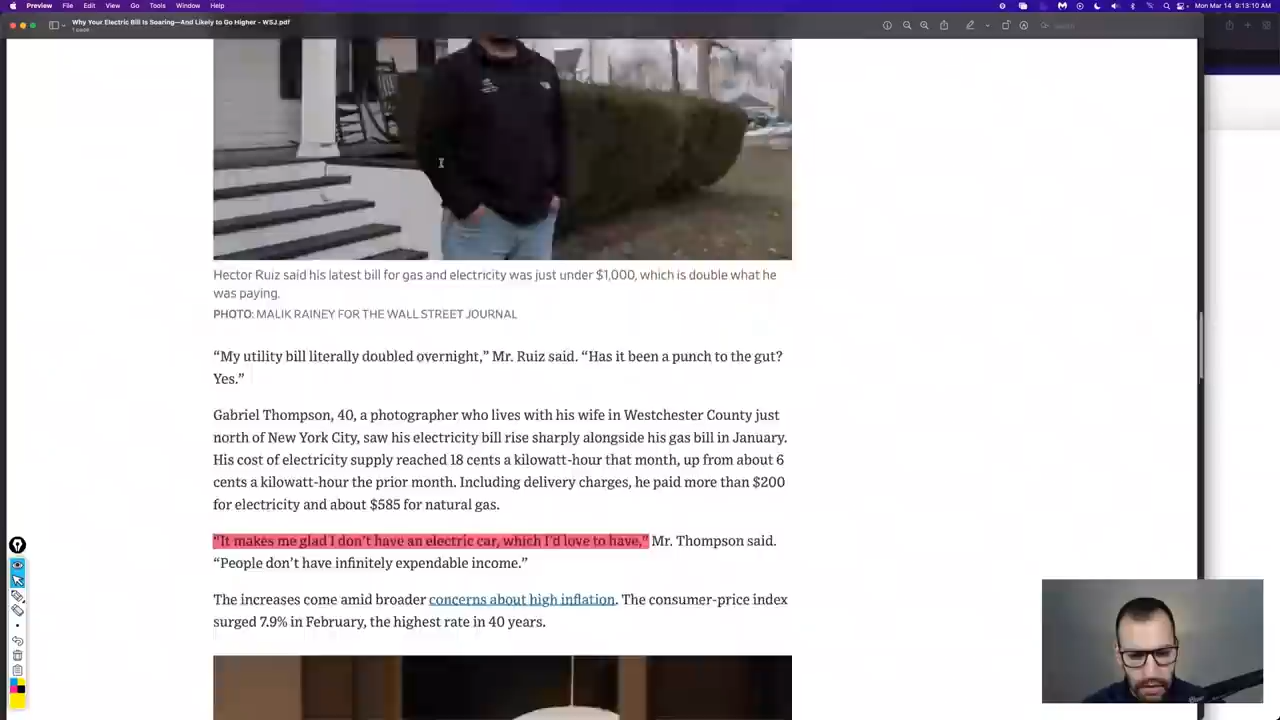 Preview File Edit View Go Tools Window Help
Mon Mar 14 9:13:10 AM
Why Your Electric Bill Is Soaring—And Likely to Go Higher - WSJ.pdf
1 page
Search
Hector Ruiz said his latest bill for gas and electricity was just under $1,000, which is double what he
was paying.
PHOTO: MALIK RAINEY FOR THE WALL STREET JOURNAL
“My utility bill literally doubled overnight,” Mr. Ruiz said. “Has it been a punch to the gut?
Yes.”
Gabriel Thompson, 40, a photographer who lives with his wife in Westchester County just
north of New York City, saw his electricity bill rise sharply alongside his gas bill in January.
His cost of electricity supply reached 18 cents a kilowatt-hour that month, up from about 6
cents a kilowatt-hour the prior month. Including delivery charges, he paid more than $200
for electricity and about $585 for natural gas.
“It makes me glad I don’t have an electric car, which I’d love to have,” Mr. Thompson said.
“People don’t have infinitely expendable income.”
The increases come amid broader concerns about high inflation. The consumer-price index
surged 7.9% in February, the highest rate in 40 years.